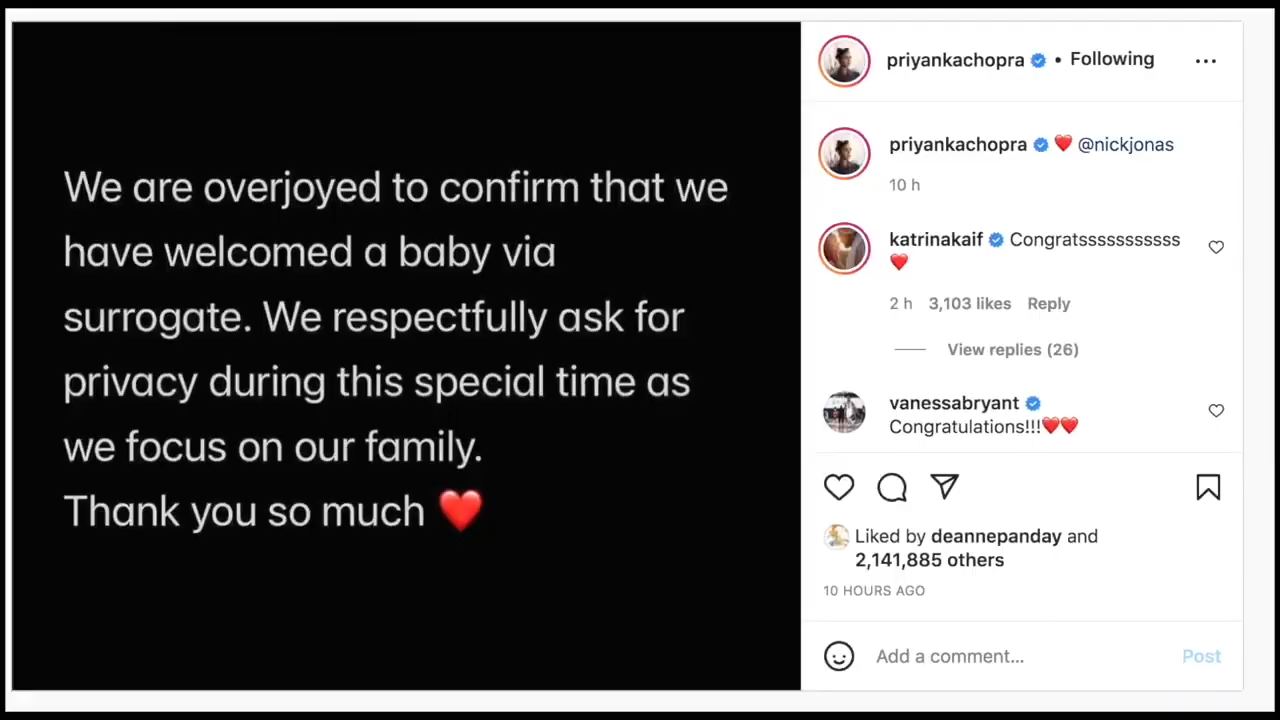 We are overjoyed to confirm that we
have welcomed a baby via
surrogate. We respectfully ask for
privacy during this special time as
we focus on our family.
Thank you so much ❤️
priyankachopra • Following
priyankachopra ❤️ @nickjonas
10 h
katrinakaif Congratsssssssssss
❤️
2 h 3,103 likes Reply
View replies (26)
vanessabryant
Congratulations!!!❤️❤️
Liked by deannepanday and
2,141,885 others
10 HOURS AGO
Add a comment... Post